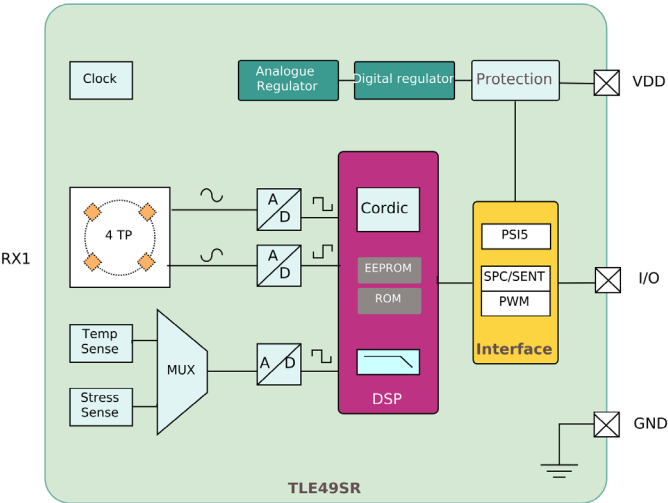 Clock
Analogue
Regulator
Digital regulator
Protection
VDD
RX1
4 TP
A
D
A
D
Cordic
EEPROM
ROM
PSI5
SPC/SENT
PWM
Interface
I/O
Temp
Sense
Stress
Sense
MUX
A D
DSP
GND
TLE49SR